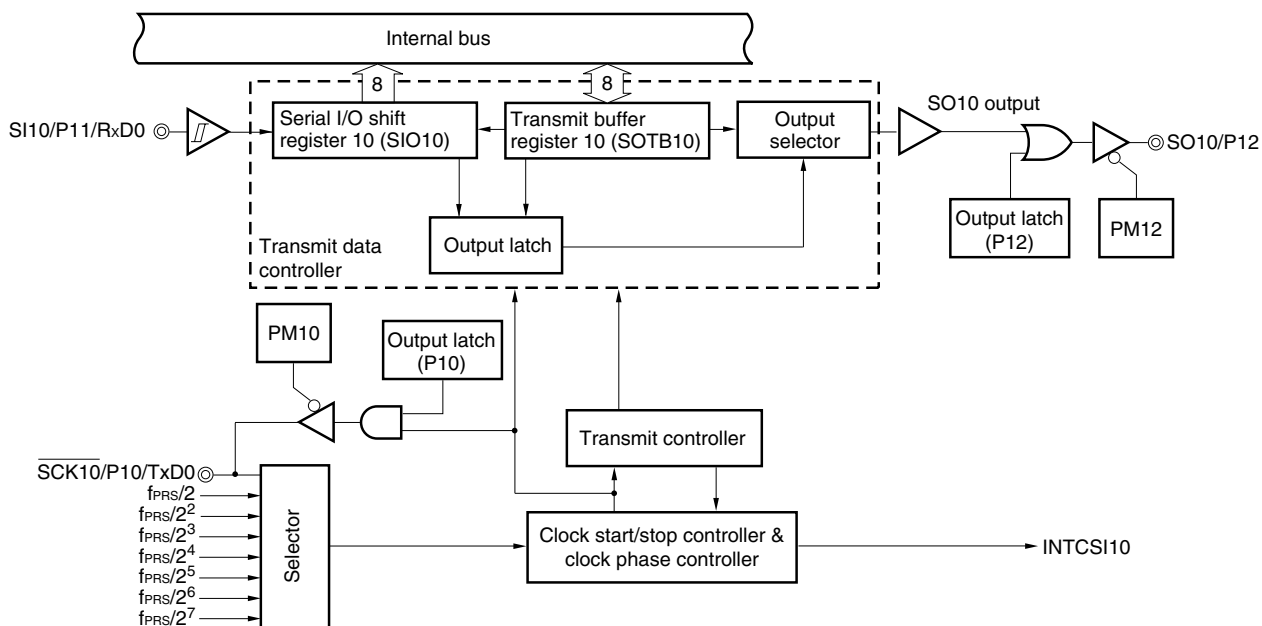 Internal bus
8
8
SI10/P11/RxD0
Serial I/O shift
register 10 (SIO10)
Transmit buffer
register 10 (SOTB10)
Output
selector
SO10 output
SO10/P12
Output latch
Output latch
(P12)
PM12
Transmit data
controller
PM10
Output latch
(P10)
Transmit controller
SCK10/P10/TxD0
fPRS/2
fPRS/2²
fPRS/2³
fPRS/2⁴
fPRS/2⁵
fPRS/2⁶
fPRS/2⁷
Selector
Clock start/stop controller &
clock phase controller
INTCSI10